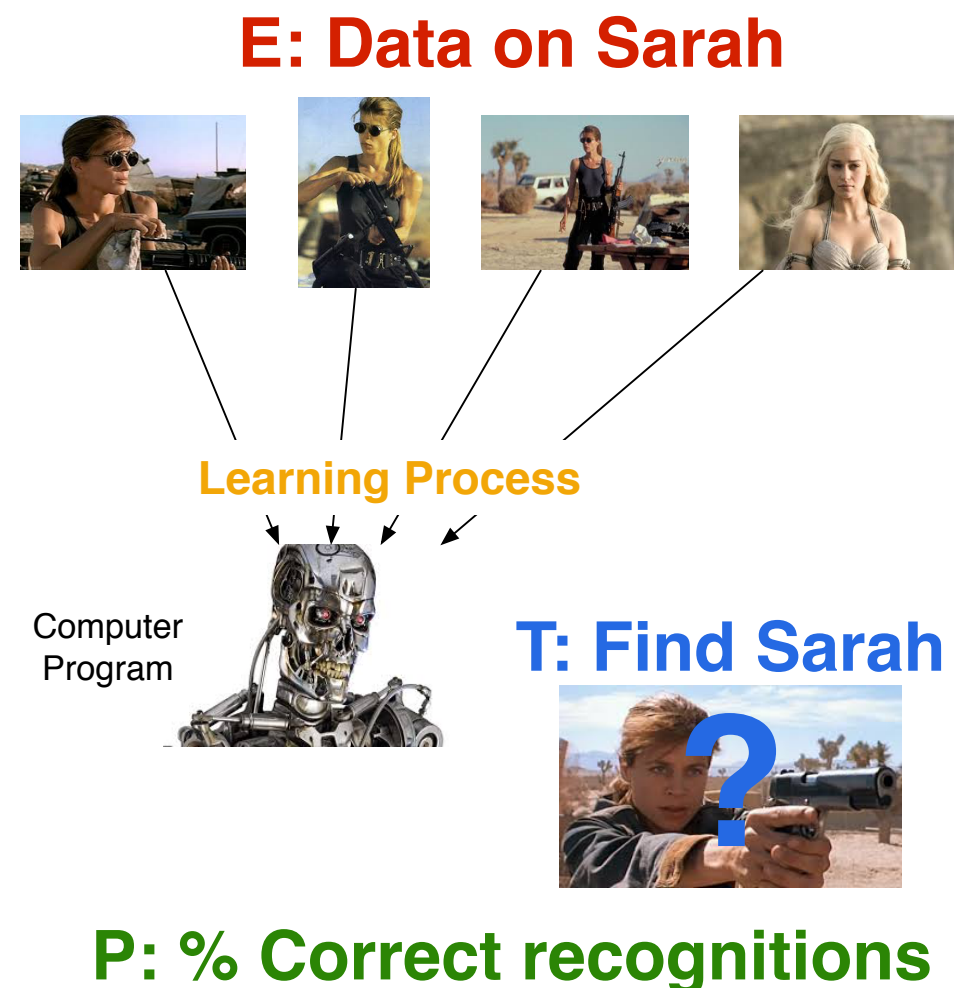 E: Data on Sarah
Learning Process
Computer
Program
T: Find Sarah
?
P: % Correct recognitions